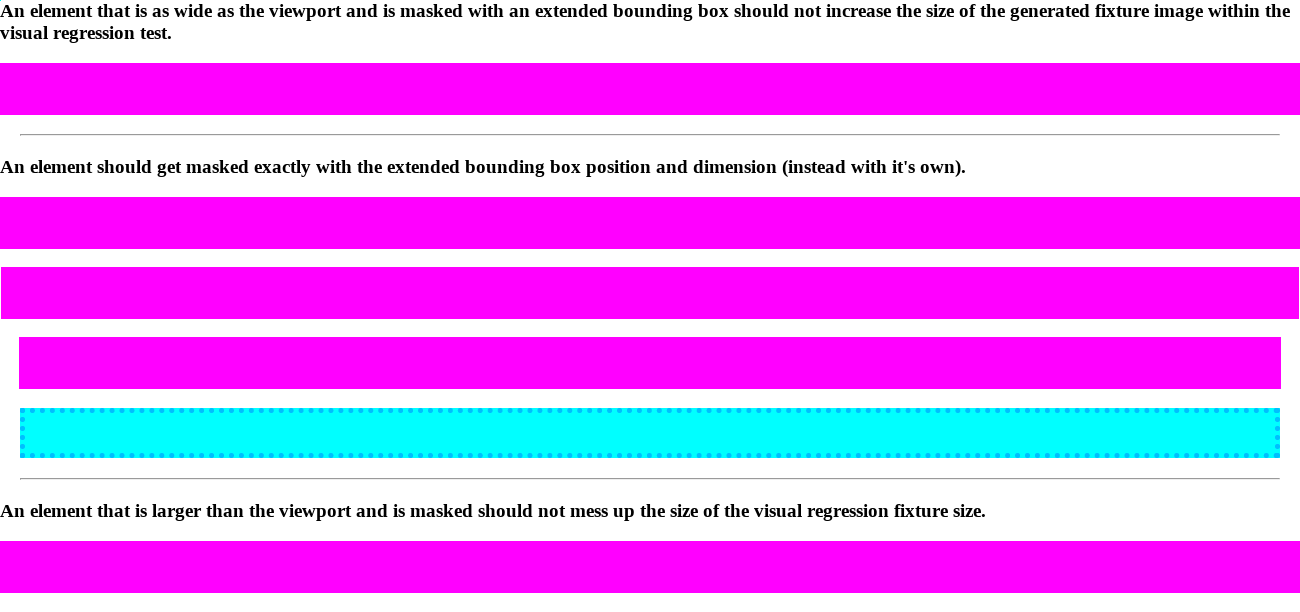 An element that is as wide as the viewport and is masked with an extended bounding box should not increase the size of the generated fixture image within the
visual regression test.
An element should get masked exactly with the extended bounding box position and dimension (instead with it's own).
An element that is larger than the viewport and is masked should not mess up the size of the visual regression fixture size.